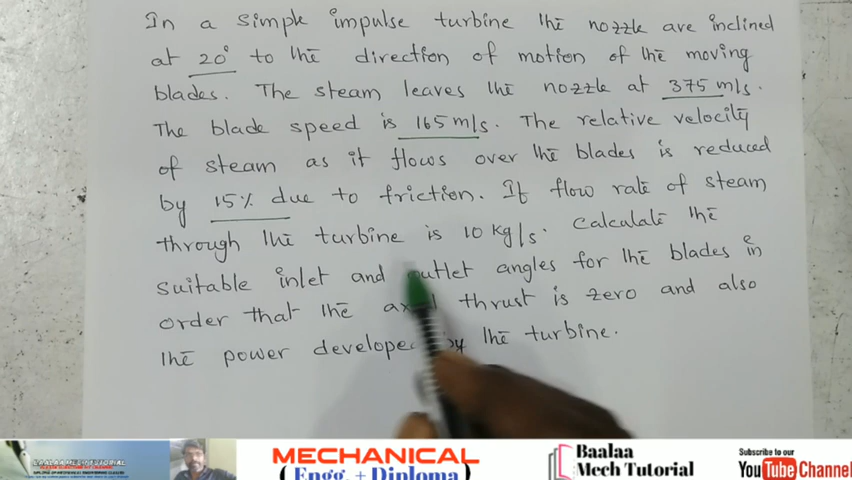 In a simple impulse turbine the nozzle are inclined
at 20° to the direction of motion of the moving
blades. The steam leaves the nozzle at 375 m/s.
The blade speed is 165 m/s. The relative velocity
of steam as it flows over the blades is reduced
by 15% due to friction. If flow rate of steam
through the turbine is 10 kg/s. Calculate the
suitable inlet and outlet angles for the blades in
order that the thrust is zero and also
the power developed by the turbine.
MECHANICAL
(Engg. + Diploma)
Baalaa
Mech Tutorial
Subscribe to our
YouTube Channel